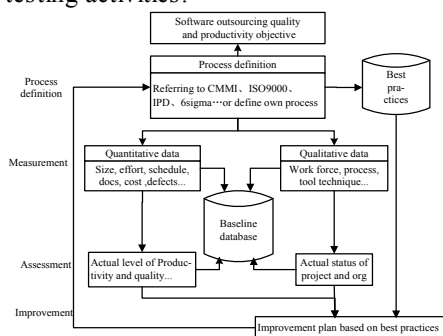 testing activities?
Software outsourcing quality
and productivity objective
Process definition
Process
definition
Referring to CMMI、ISO9000、
IPD、6sigma…or define own process
Best
pra-
ctices
Measurement
Quantitative data
Size, effort, schedule,
docs, cost ,defects...
Qualitative data
Work force, process,
tool technique...
Baseline
database
Assessment
Actual level of Produc-
tivity and quality...
Actual status of
project and org
Improvement
Improvement plan based on best practices